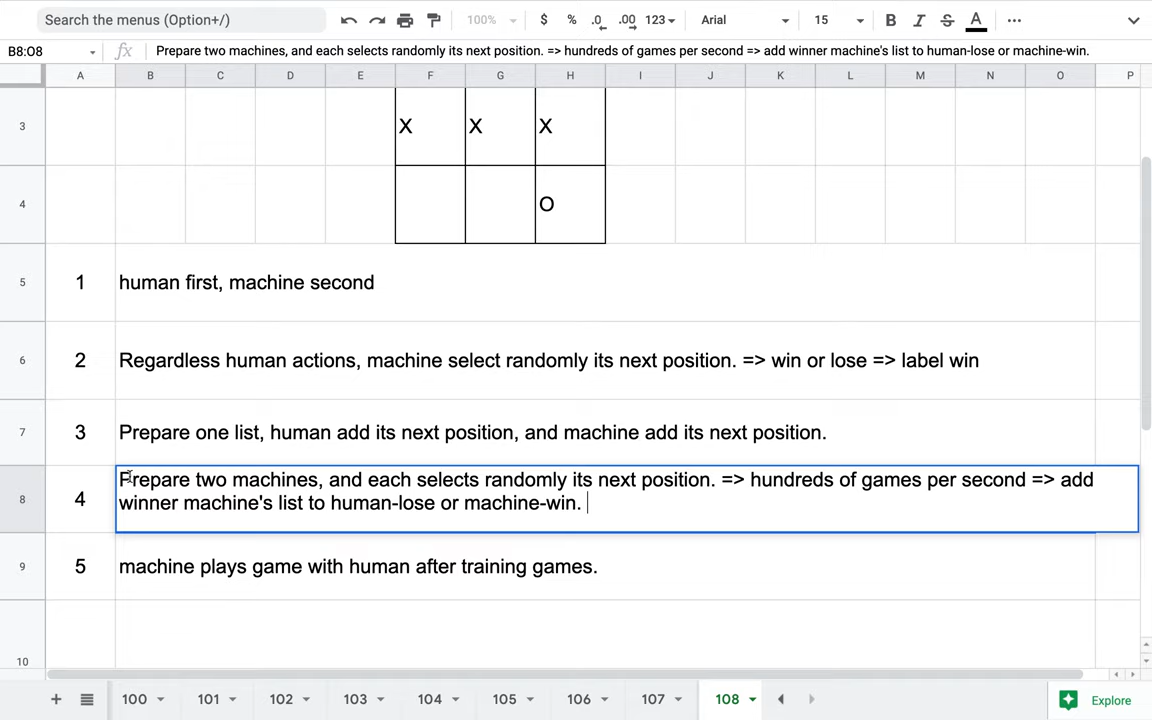 Search the menus (Option+/) 100% $ % .0 .00 123 Arial 15 B I S A
B8:O8 fx Prepare two machines, and each selects randomly its next position. => hundreds of games per second => add winner machine's list to human-lose or machine-win.
A B C D E F G H I J K L M N O P
3 X X X
4 O
5 1 human first, machine second
6 2 Regardless human actions, machine select randomly its next position. => win or lose => label win
7 3 Prepare one list, human add its next position, and machine add its next position.
8 4 Prepare two machines, and each selects randomly its next position. => hundreds of games per second => add
winner machine's list to human-lose or machine-win.
9 5 machine plays game with human after training games.
10
+ 100 101 102 103 104 105 106 107 108 Explore